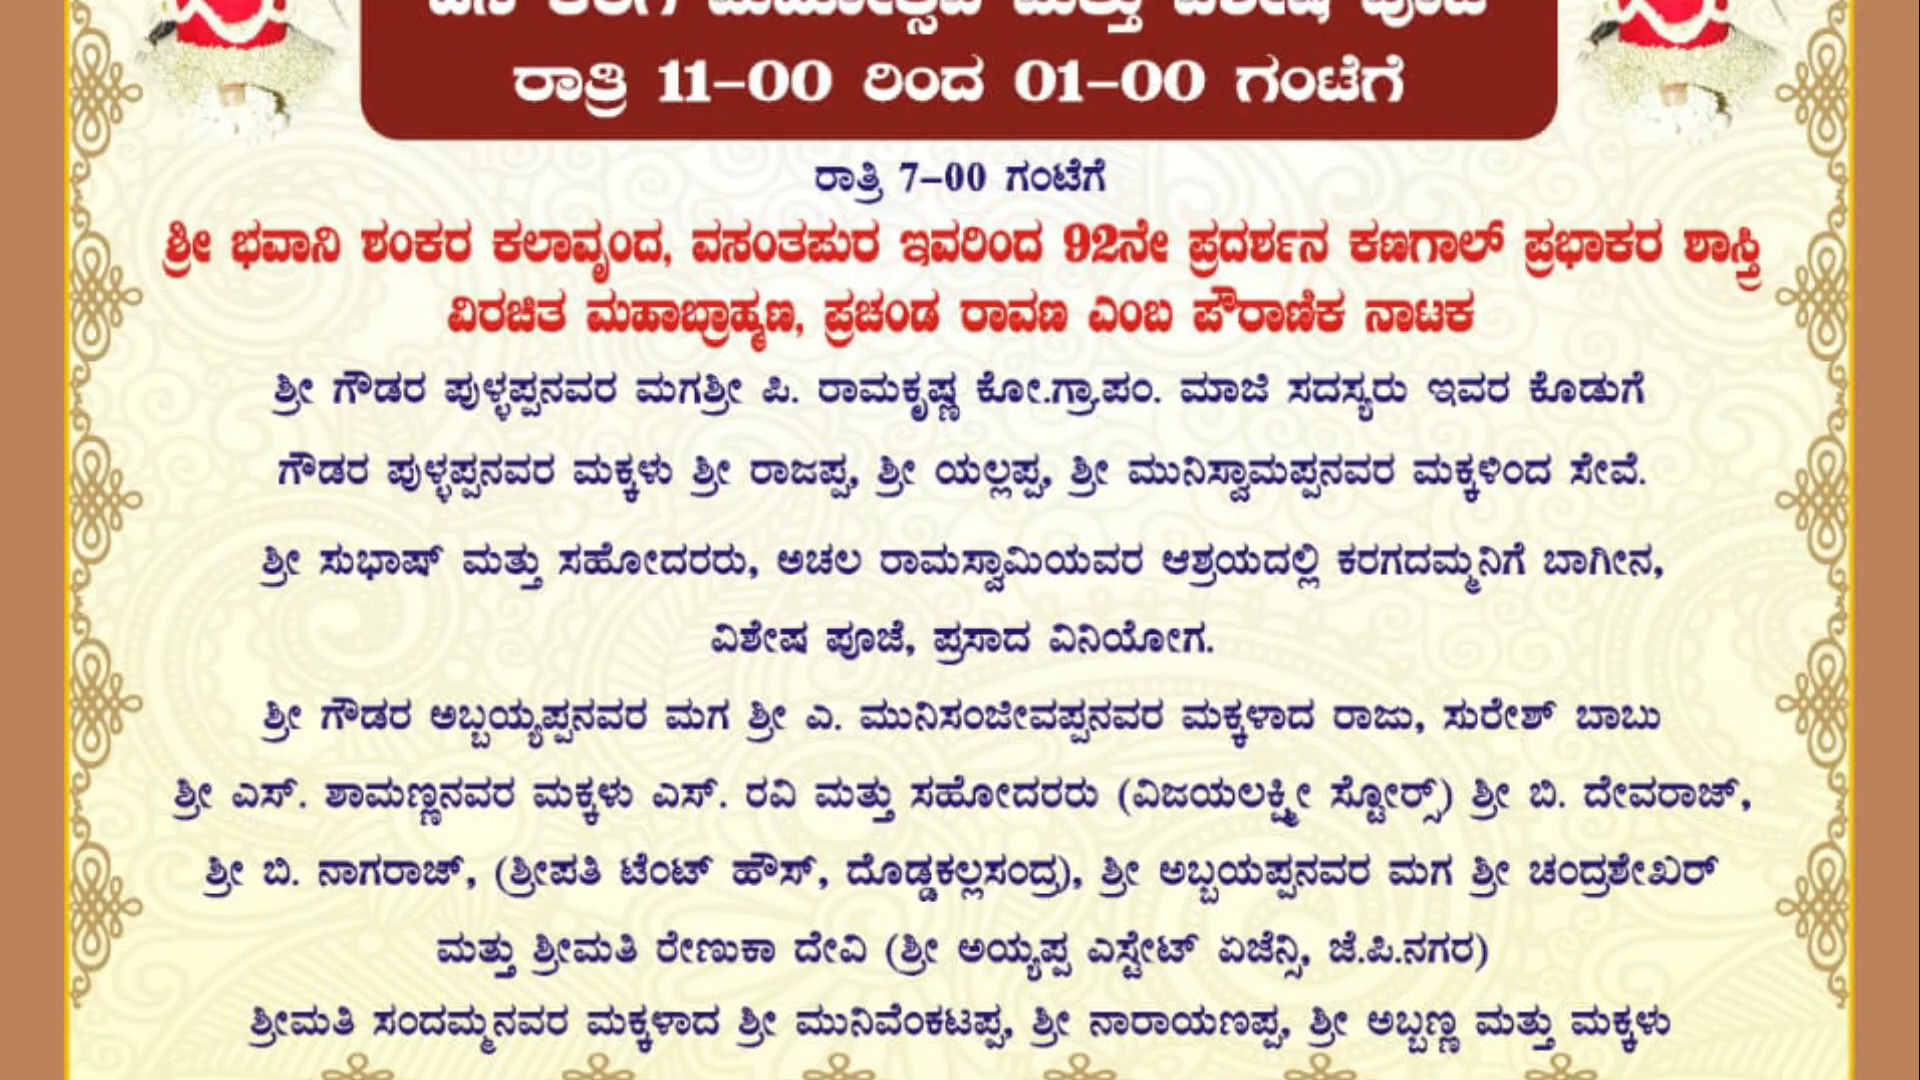 ಮತ್ತು ವಿಶೇಷ ಪೂಜೆ
ರಾತ್ರಿ 11-00 ರಿಂದ 01-00 ಗಂಟೆಗೆ
ರಾತ್ರಿ 7-00 ಗಂಟೆಗೆ
ಶ್ರೀ ಭವಾನಿ ಶಂಕರ ಕಲಾವೃಂದ, ವಸಂತಪುರ ಇವರಿಂದ 92ನೇ ಪ್ರದರ್ಶನ ಕಣಗಾಲ್ ಪ್ರಭಾಕರ ಶಾಸ್ತ್ರಿ
ವಿರಚಿತ ಮಹಾಬ್ರಾಹ್ಮಣ, ಪ್ರಚಂಡ ರಾವಣ ಎಂಬ ಪೌರಾಣಿಕ ನಾಟಕ
ಶ್ರೀ ಗೌಡರ ಪುಳ್ಳಪ್ಪನವರ ಮಗಶ್ರೀ ಪಿ. ರಾಮಕೃಷ್ಣ ಕೋ.ಗ್ರಾ.ಪಂ. ಮಾಜಿ ಸದಸ್ಯರು ಇವರ ಕೊಡುಗೆ
ಗೌಡರ ಪುಳ್ಳಪ್ಪನವರ ಮಕ್ಕಳು ಶ್ರೀ ರಾಜಪ್ಪ, ಶ್ರೀ ಯಲ್ಲಪ್ಪ, ಶ್ರೀ ಮುನಿಸ್ವಾಮಪ್ಪನವರ ಮಕ್ಕಳಿಂದ ಸೇವೆ.
ಶ್ರೀ ಸುಭಾಷ್ ಮತ್ತು ಸಹೋದರರು, ಅಚಲ ರಾಮಸ್ವಾಮಿಯವರ ಆಶ್ರಯದಲ್ಲಿ ಕರಗದಮ್ಮನಿಗೆ ಬಾಗೀನ,
ವಿಶೇಷ ಪೂಜೆ, ಪ್ರಸಾದ ವಿನಿಯೋಗ.
ಶ್ರೀ ಗೌಡರ ಅಬ್ಬಯ್ಯಪ್ಪನವರ ಮಗ ಶ್ರೀ ಎ. ಮುನಿಸಂಜೀವಪ್ಪನವರ ಮಕ್ಕಳಾದ ರಾಜು, ಸುರೇಶ್ ಬಾಬು
ಶ್ರೀ ಎಸ್. ಶಾಮಣ್ಣನವರ ಮಕ್ಕಳು ಎಸ್. ರವಿ ಮತ್ತು ಸಹೋದರರು (ವಿಜಯಲಕ್ಷ್ಮೀ ಸ್ಟೋರ್ಸ್) ಶ್ರೀ ಬಿ. ದೇವರಾಜ್,
ಶ್ರೀ ಬಿ. ನಾಗರಾಜ್, (ಶ್ರೀಪತಿ ಟೆಂಟ್ ಹೌಸ್, ದೊಡ್ಡಕಲ್ಲಸಂದ್ರ), ಶ್ರೀ ಅಬ್ಬಯಪ್ಪನವರ ಮಗ ಶ್ರೀ ಚಂದ್ರಶೇಖರ್
ಮತ್ತು ಶ್ರೀಮತಿ ರೇಣುಕಾ ದೇವಿ (ಶ್ರೀ ಅಯ್ಯಪ್ಪ ಎಸ್ಟೇಟ್ ಏಜೆನ್ಸಿ, ಜೆ.ಪಿ.ನಗರ)
ಶ್ರೀಮತಿ ಸಂದಮ್ಮನವರ ಮಕ್ಕಳಾದ ಶ್ರೀ ಮುನಿವೆಂಕಟಪ್ಪ, ಶ್ರೀ ನಾರಾಯಣಪ್ಪ, ಶ್ರೀ ಅಬ್ಬಣ್ಣ ಮತ್ತು ಮಕ್ಕಳು